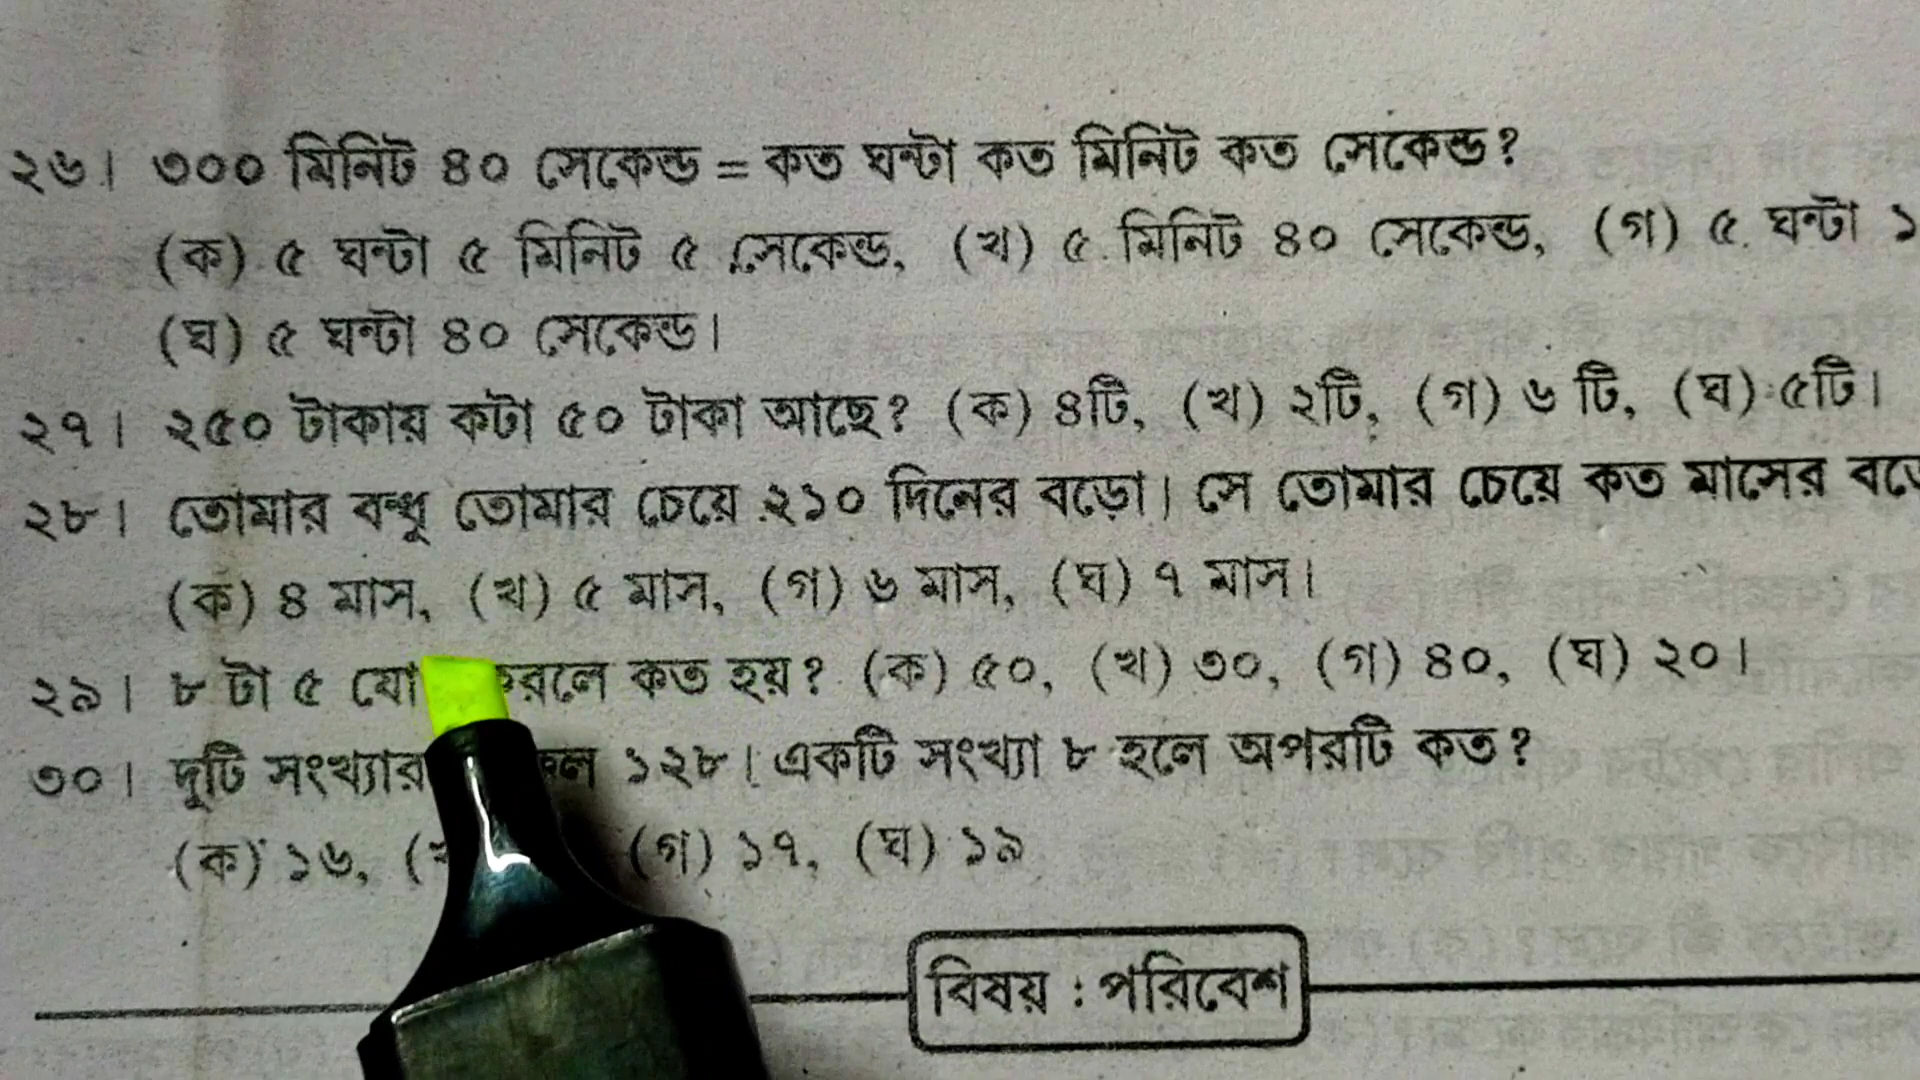 ২৬। ৩০০ মিনিট ৪০ সেকেন্ড = কত ঘন্টা কত মিনিট কত সেকেন্ড?
(ক) ৫ ঘন্টা ৫ মিনিট ৫ সেকেন্ড, (খ) ৫ মিনিট ৪০ সেকেন্ড, (গ) ৫ ঘন্টা ১
(ঘ) ৫ ঘন্টা ৪০ সেকেন্ড।
২৭। ২৫০ টাকায় কটা ৫০ টাকা আছে? (ক) ৪টি, (খ) ২টি, (গ) ৬ টি, (ঘ) ৫টি।
২৮। তোমার বন্ধু তোমার চেয়ে ২১০ দিনের বড়ো। সে তোমার চেয়ে কত মাসের
(ক) ৪ মাস, (খ) ৫ মাস, (গ) ৬ মাস, (ঘ) ৭ মাস।
২৯। ৮ টা ৫ করলে কত হয়? (ক) ৫০, (খ) ৩০, (গ) ৪০, (ঘ) ২০।
৩০। দুটি সংখ্যার ১২৮। একটি সংখ্যা ৮ হলে অপরটি কত?
(ক) ১৬, (গ) ১৭, (ঘ) ১৯
বিষয় : পরিবেশ